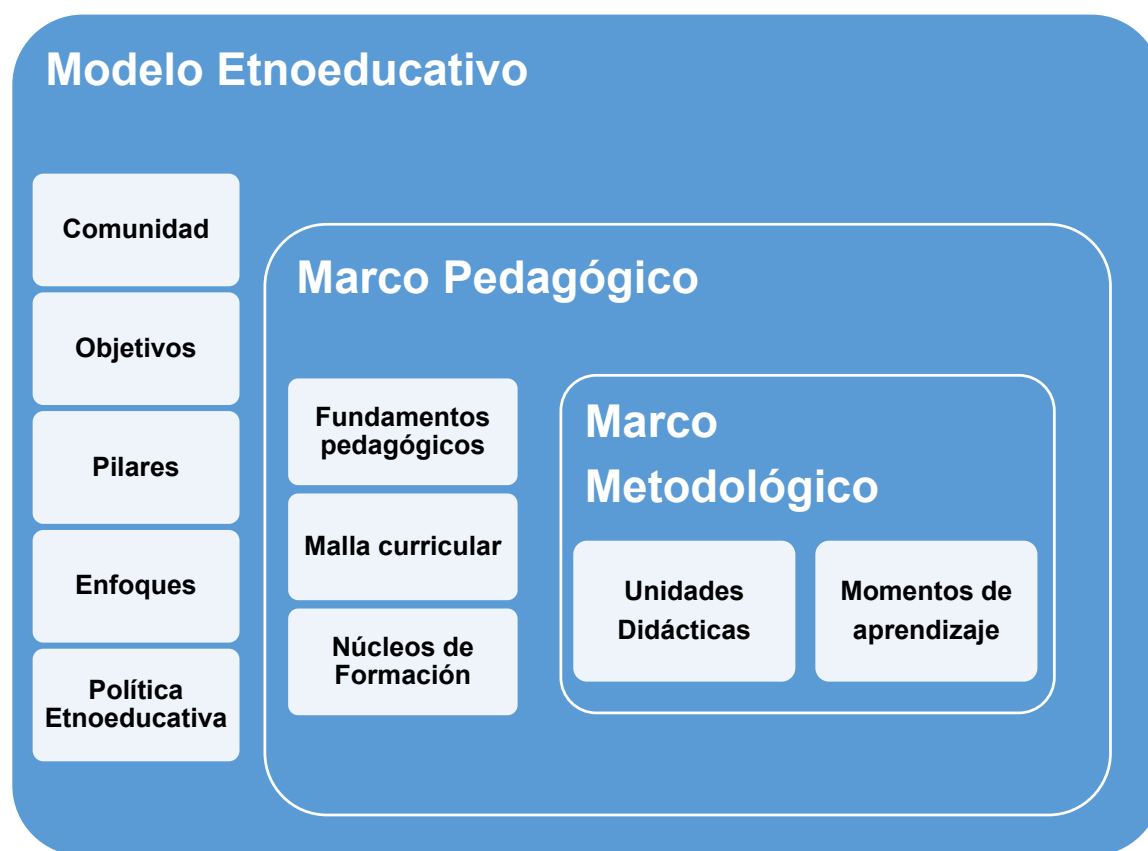 Modelo Etnoeducativo
Comunidad
Objetivos
Pilares
Enfoques
Política
Etnoeducativa
Marco Pedagógico
Fundamentos
pedagógicos
Malla curricular
Núcleos de
Formación
Marco
Metodológico
Unidades
Didácticas
Momentos de
aprendizaje